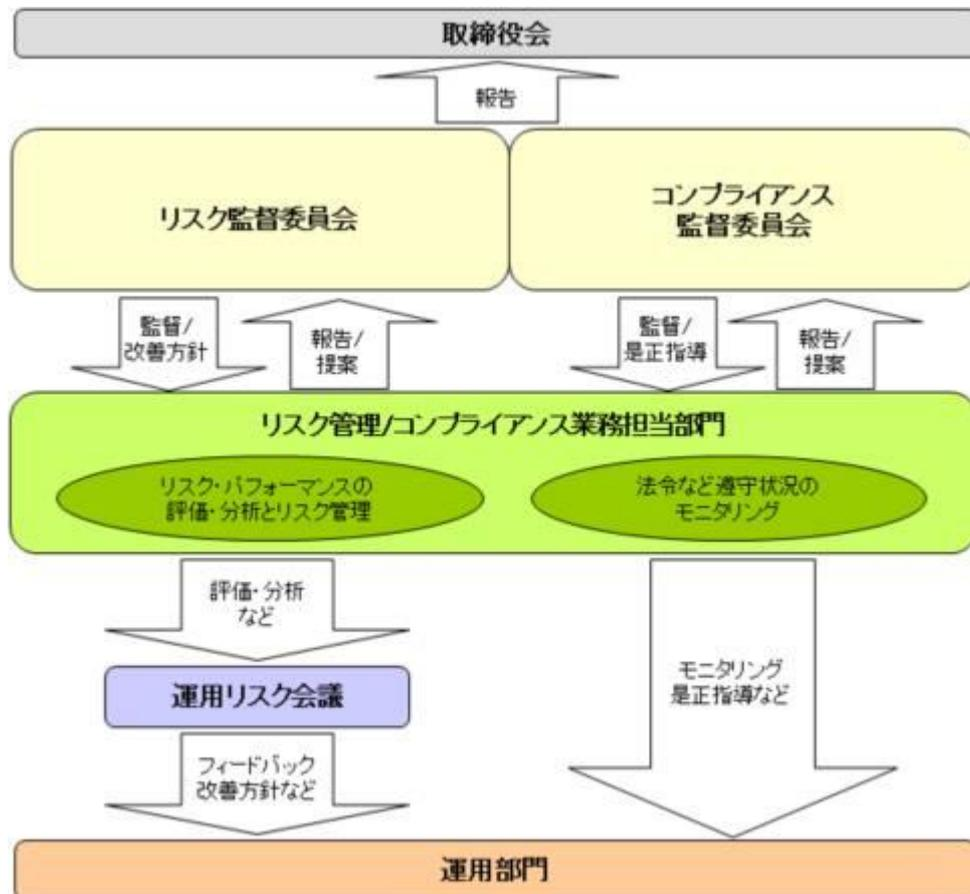 取締役会
報告
リスク監督委員会
コンプライアンス
監督委員会
監督/
改善方針
報告/
提案
監督/
是正指導
報告/
提案
リスク管理/コンプライアンス業務担当部門
リスク・パフォーマンスの
評価・分析とリスク管理
法令など遵守状況の
モニタリング
評価・分析
など
運用リスク会議
モニタリング
是正指導など
フィードバック
改善方針など
運用部門